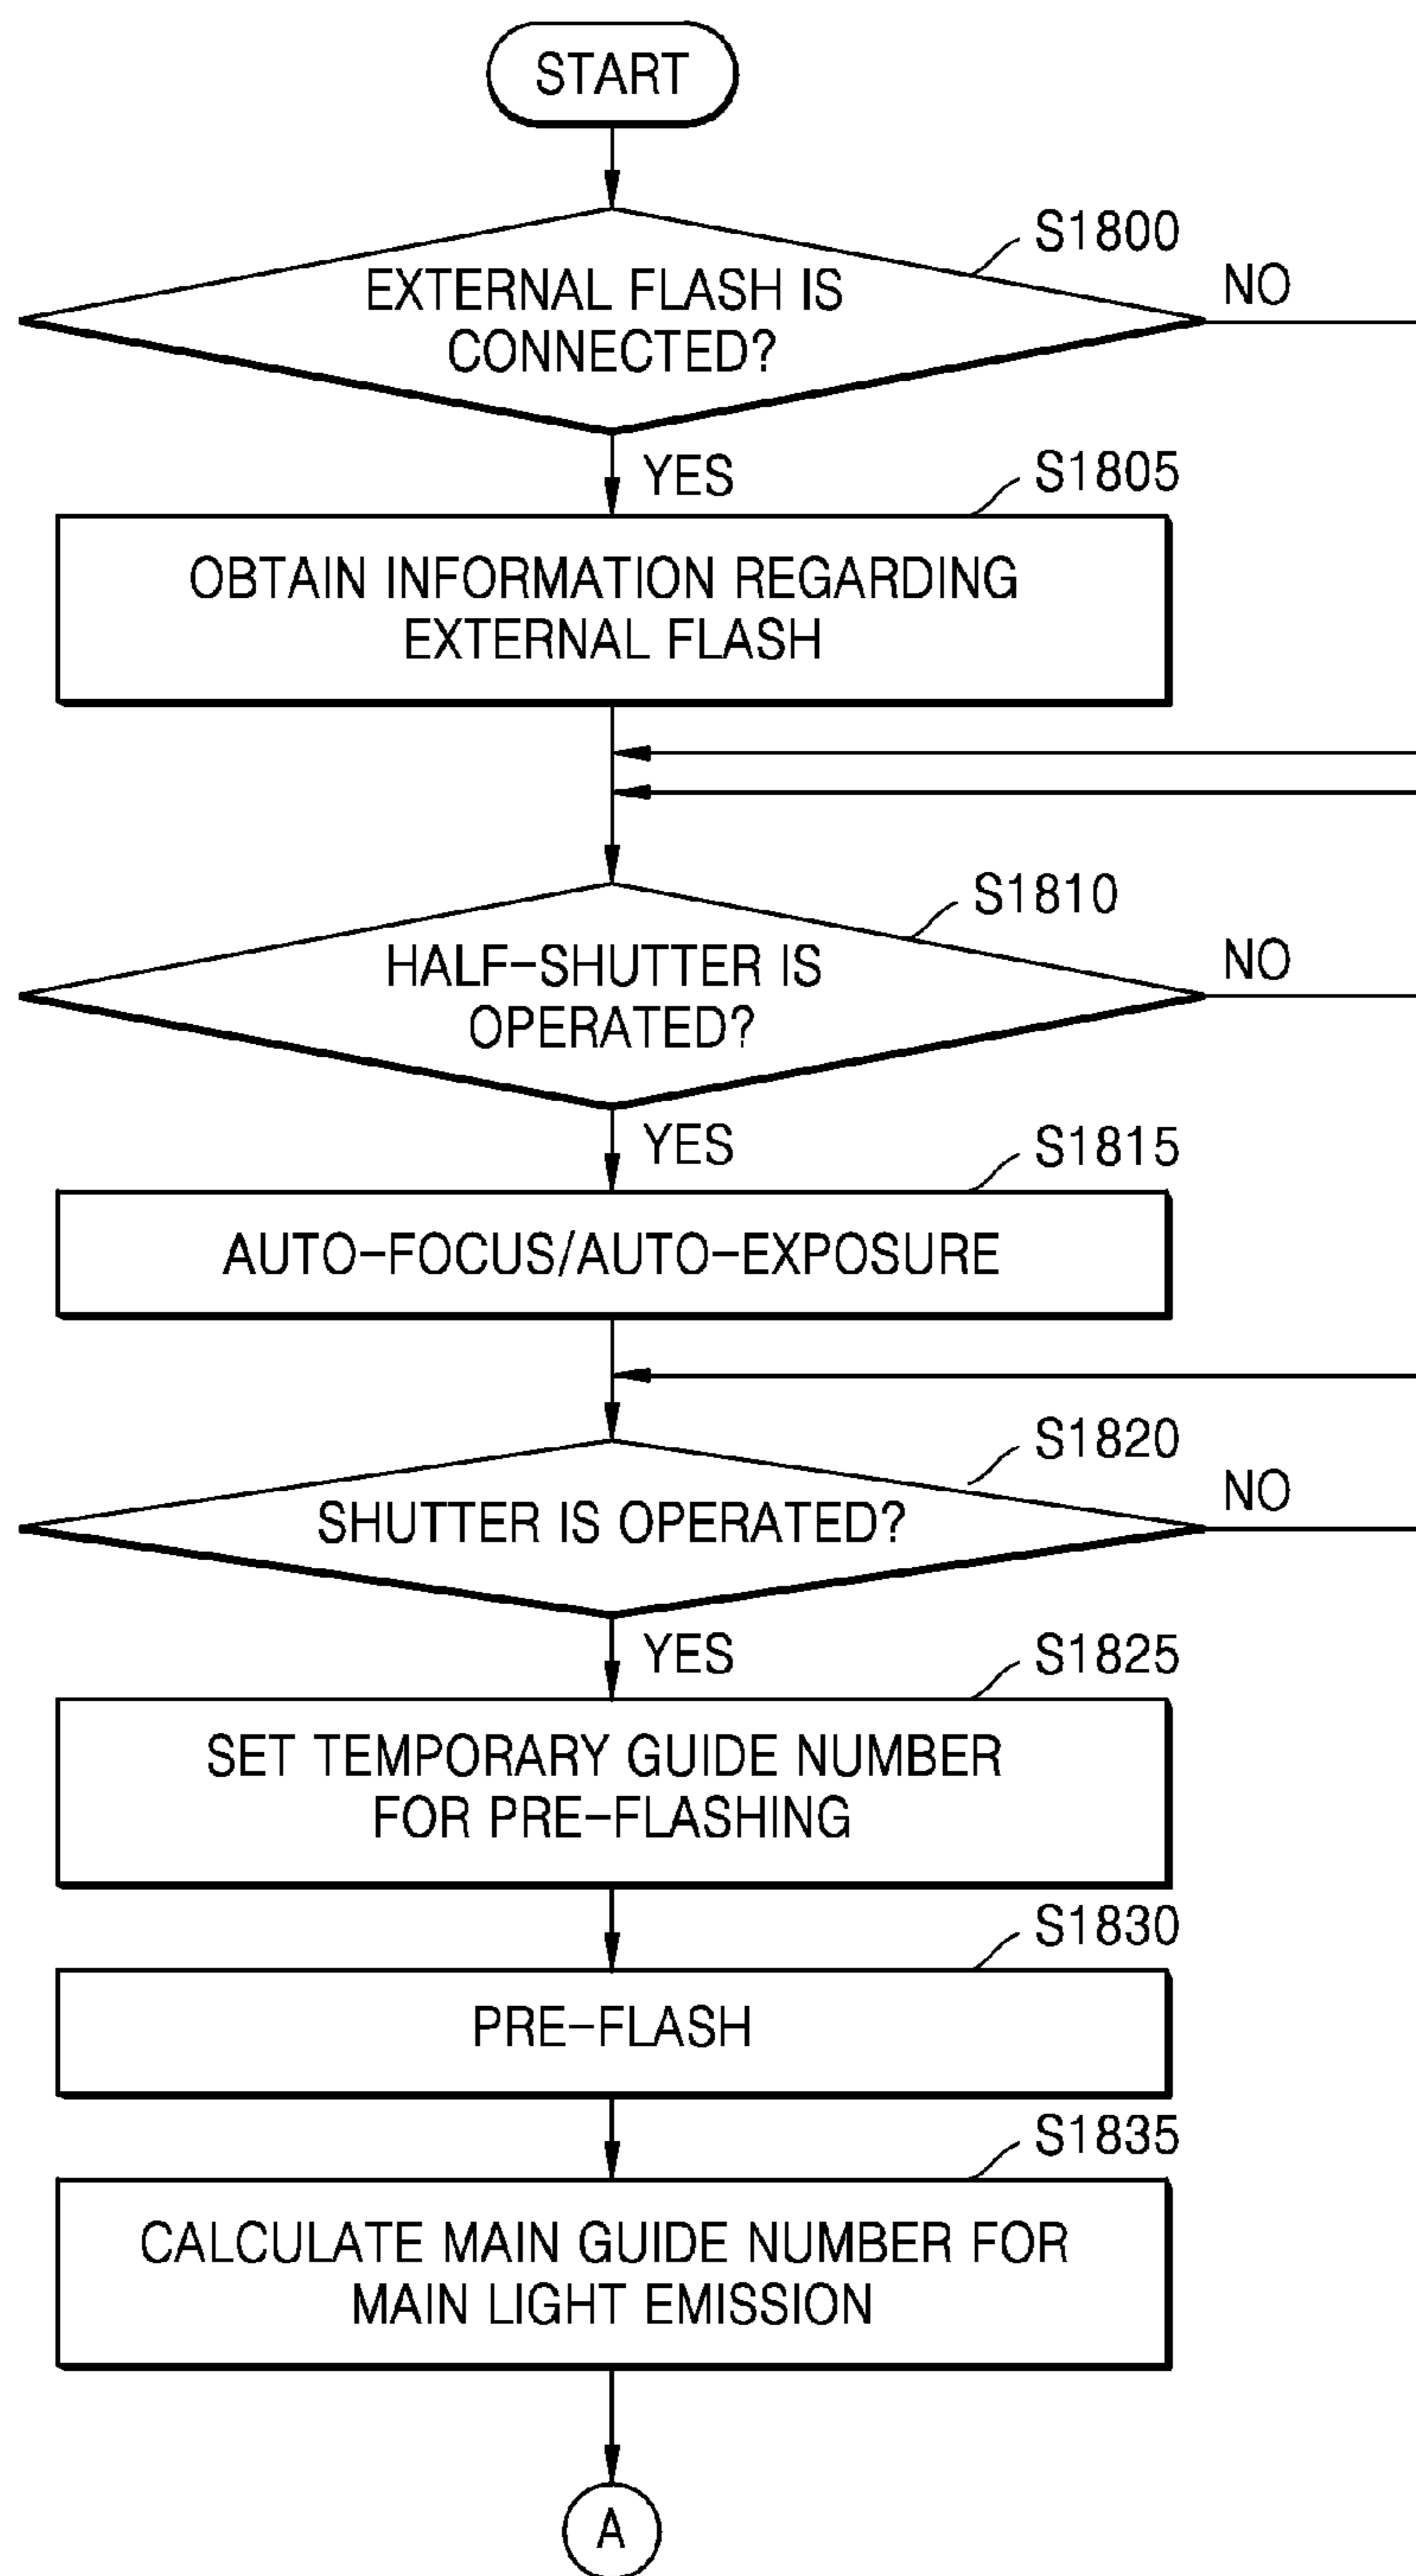 START
S1800
EXTERNAL FLASH IS
CONNECTED?
NO
YES
S1805
OBTAIN INFORMATION REGARDING
EXTERNAL FLASH
S1810
HALF-SHUTTER IS
OPERATED?
NO
YES
S1815
AUTO-FOCUS/AUTO-EXPOSURE
S1820
SHUTTER IS OPERATED?
NO
YES
S1825
SET TEMPORARY GUIDE NUMBER
FOR PRE-FLASHING
S1830
PRE-FLASH
S1835
CALCULATE MAIN GUIDE NUMBER FOR
MAIN LIGHT EMISSION
A